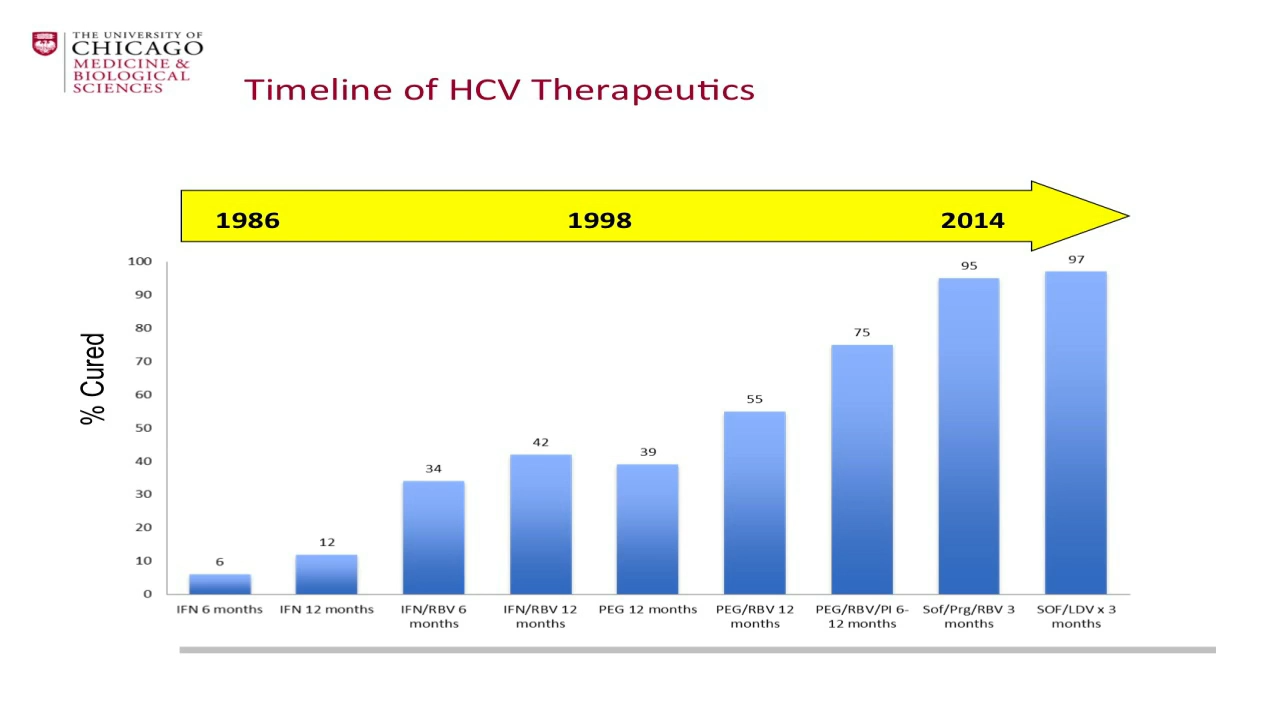 THE UNIVERSITY OF
CHICAGO
MEDICINE &
BIOLOGICAL
SCIENCES
Timeline of HCV Therapeutics
1986 1998 2014
% Cured
100
90
80
70
60
50
40
30
20
10
0
6
12
34
42
39
55
75
95
97
IFN 6 months
IFN 12 months
IFN/RBV 6
months
IFN/RBV 12
months
PEG 12 months
PEG/RBV 12
months
PEG/RBV/PI 6-
12 months
Sof/Prg/RBV 3
months
SOF/LDV x 3
months